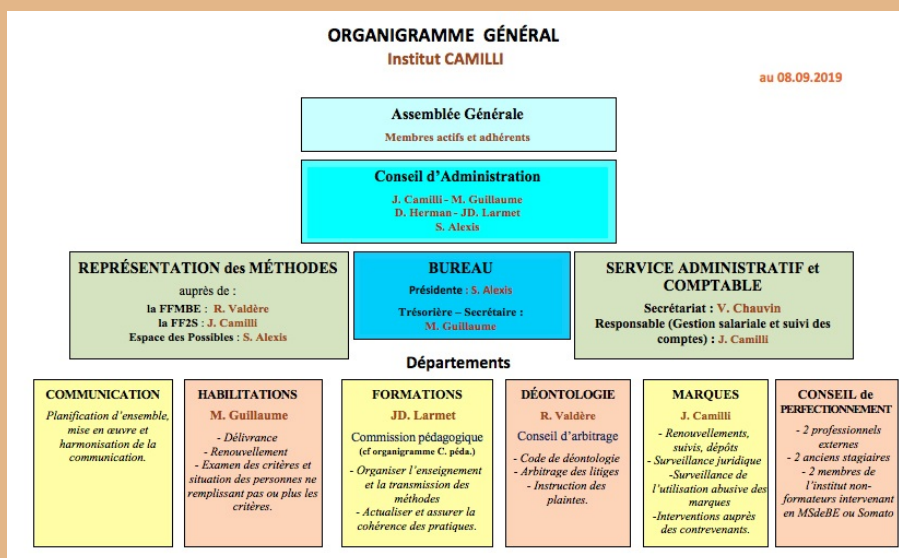 ORGANIGRAMME GÉNÉRAL
Institut CAMILLI
au 08.09.2019
Assemblée Générale
Membres actifs et adhérents
Conseil d'Administration
J. Camilli - M. Guillaume
D. Herman - JD. Larmet
S. Alexis
REPRÉSENTATION des MÉTHODES
auprès de :
la FFMBE : R. Valdère
la FF2S : J. Camilli
Espace des Possibles : S. Alexis
BUREAU
Présidente : S. Alexis
Trésorière – Secrétaire :
M. Guillaume
SERVICE ADMINISTRATIF et
COMPTABLE
Secrétariat : V. Chauvin
Responsable (Gestion salariale et suivi des
comptes) : J. Camilli
Départements
COMMUNICATION
Planification d'ensemble,
mise en œuvre et
harmonisation de la
communication.
HABILITATIONS
M. Guillaume
- Délivrance
- Renouvellement
- Examen des critères et
situation des personnes ne
remplissant pas ou plus les
critères.
FORMATIONS
JD. Larmet
Commission pédagogique
(cf organigramme C. péda.)
- Organiser l'enseignement
et la transmission des
méthodes
- Actualiser et assurer la
cohérence des pratiques.
DÉONTOLOGIE
R. Valdère
Conseil d'arbitrage
- Code de déontologie
- Arbitrage des litiges
- Instruction des
plaintes.
MARQUES
J. Camilli
- Renouvellements,
suivis, dépôts
- Surveillance juridique
- Surveillance de
l'utilisation abusive des
marques
-Interventions auprès
des contrevenants.
CONSEIL de
PERFECTIONNEMENT
- 2 professionnels
externes
- 2 anciens stagiaires
- 2 membres de
l'institut non-
formateurs intervenant
en MSdeBE ou Somato